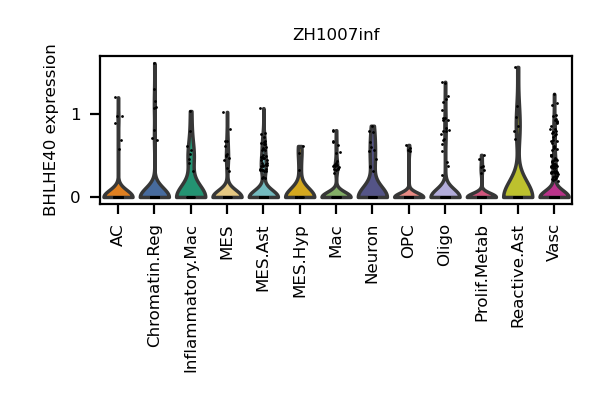 ZH1007inf
BHLHE40 expression
1
0
AC
Chromatin.Reg
Inflammatory.Mac
MES
MES.Ast
MES.Hyp
Mac
Neuron
OPC
Oligo
Prolif.Metab
Reactive.Ast
Vasc